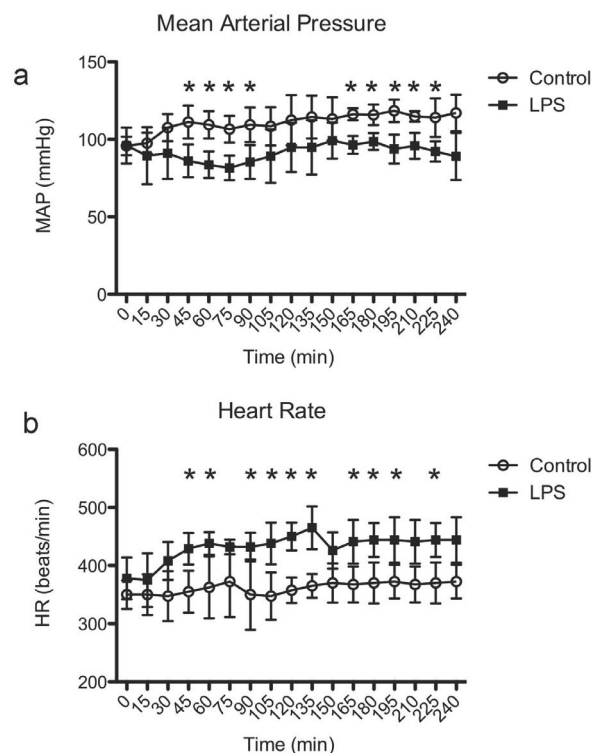 Mean Arterial Pressure
a
150
100
50
0
MAP (mmHg)
* * * * * * * * *
Control
LPS
0 15 30 45 60 75 90 105 120 135 150 165 180 195 210 225 240
Time (min)
Heart Rate
b
600
500
400
300
200
HR (beats/min)
* * * * * * * * * *
Control
LPS
0 15 30 45 60 75 90 105 120 135 150 165 180 195 210 225 240
Time (min)